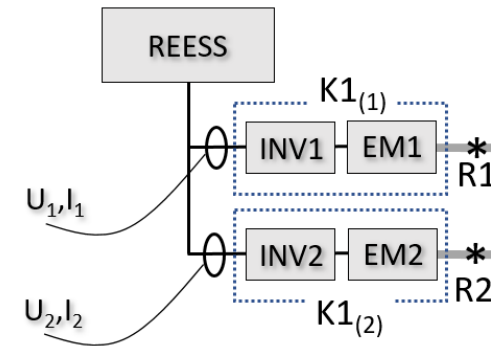 REESS
K1(1)
INV1 EM1
R1
U1,I1
INV2 EM2
R2
K1(2)
U2,I2